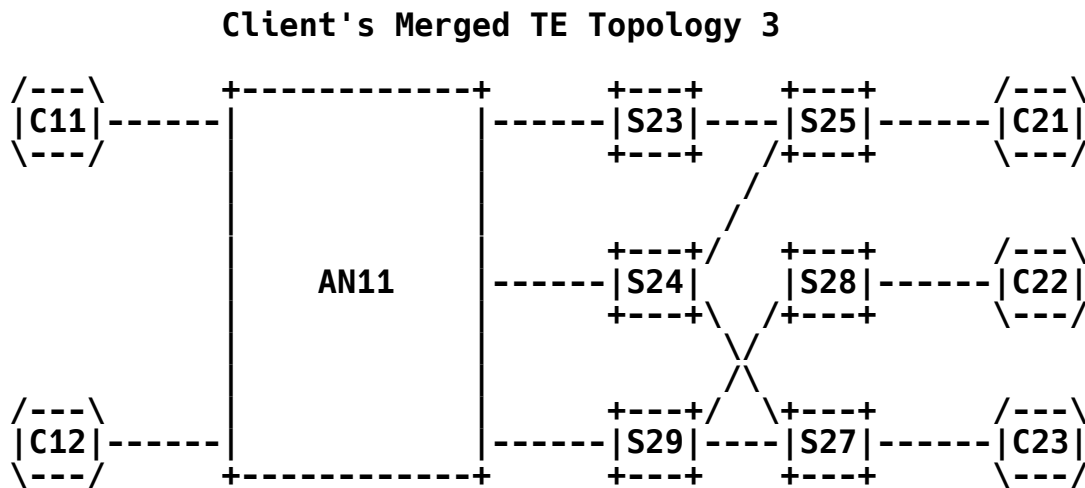 Client's Merged TE Topology 3
C11 S23 S25 C21
AN11 S24 S28 C22
C12 S29 S27 C23